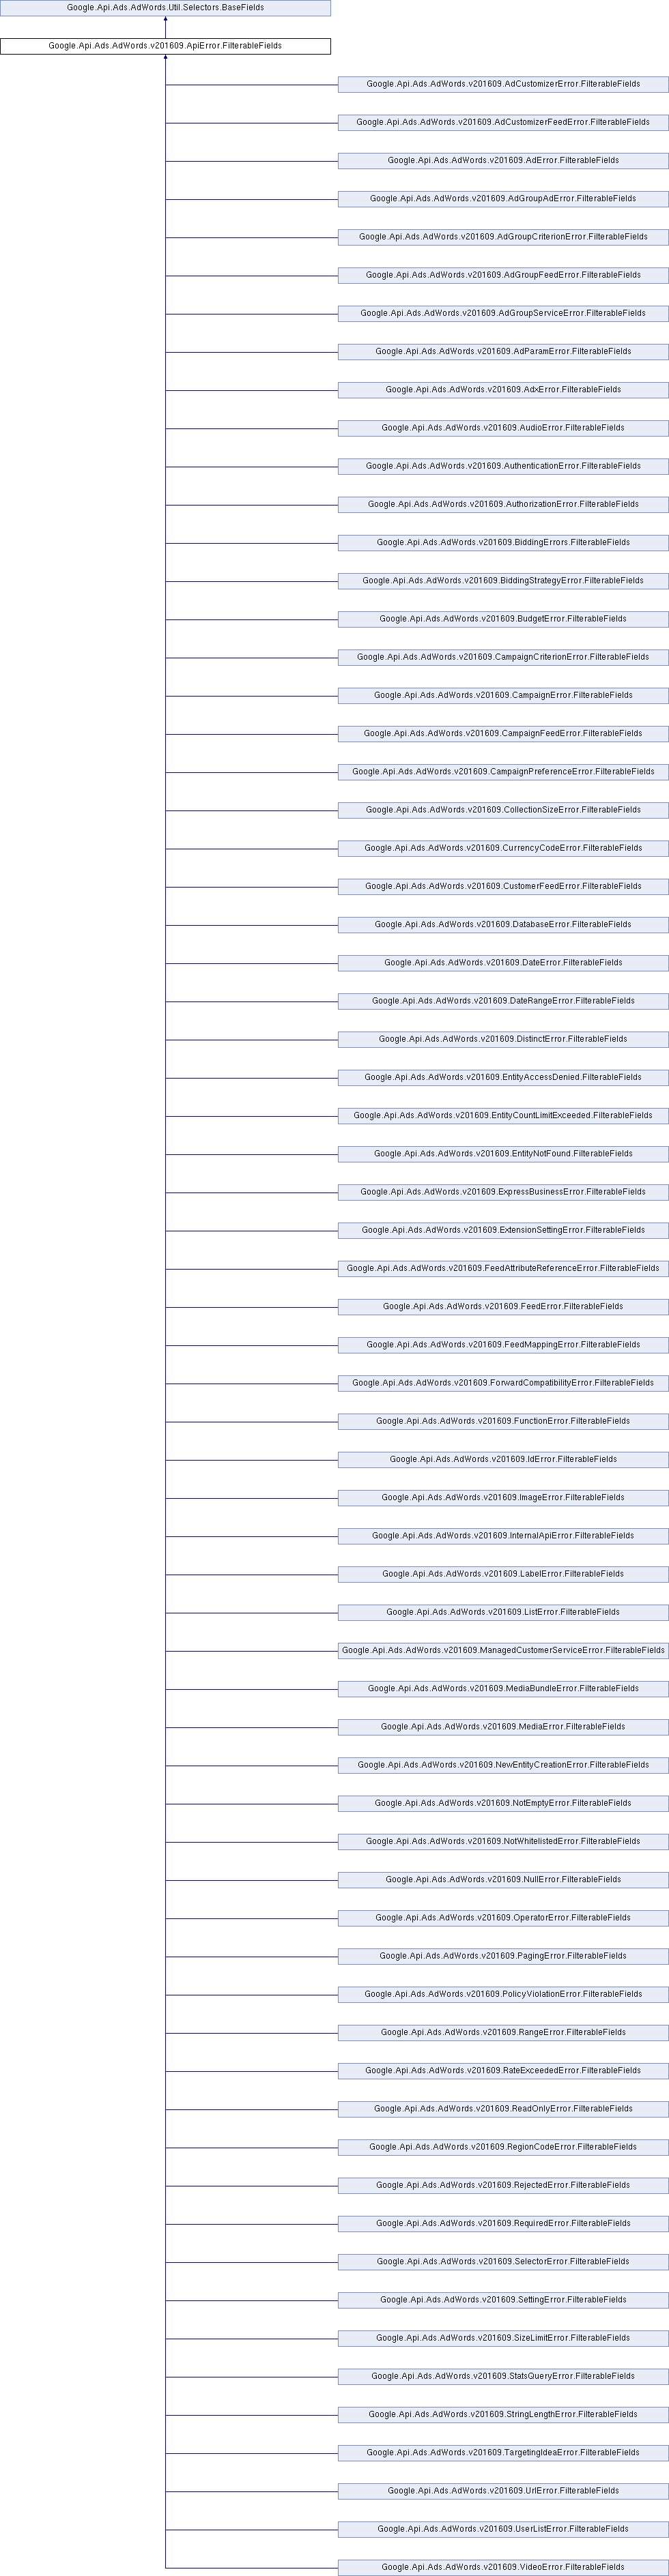 Google.Api.Ads.AdWords.Util.Selectors.BaseFields
Google.Api.Ads.AdWords.v201609.ApiError.FilterableFields
Google.Api.Ads.AdWords.v201609.AdCustomizerError.FilterableFields
Google.Api.Ads.AdWords.v201609.AdCustomizerFeedError.FilterableFields
Google.Api.Ads.AdWords.v201609.AdError.FilterableFields
Google.Api.Ads.AdWords.v201609.AdGroupAdError.FilterableFields
Google.Api.Ads.AdWords.v201609.AdGroupCriterionError.FilterableFields
Google.Api.Ads.AdWords.v201609.AdGroupFeedError.FilterableFields
Google.Api.Ads.AdWords.v201609.AdGroupServiceError.FilterableFields
Google.Api.Ads.AdWords.v201609.AdParamError.FilterableFields
Google.Api.Ads.AdWords.v201609.AdxError.FilterableFields
Google.Api.Ads.AdWords.v201609.AudioError.FilterableFields
Google.Api.Ads.AdWords.v201609.AuthenticationError.FilterableFields
Google.Api.Ads.AdWords.v201609.AuthorizationError.FilterableFields
Google.Api.Ads.AdWords.v201609.BiddingErrors.FilterableFields
Google.Api.Ads.AdWords.v201609.BiddingStrategyError.FilterableFields
Google.Api.Ads.AdWords.v201609.BudgetError.FilterableFields
Google.Api.Ads.AdWords.v201609.CampaignCriterionError.FilterableFields
Google.Api.Ads.AdWords.v201609.CampaignError.FilterableFields
Google.Api.Ads.AdWords.v201609.CampaignFeedError.FilterableFields
Google.Api.Ads.AdWords.v201609.CampaignPreferenceError.FilterableFields
Google.Api.Ads.AdWords.v201609.CollectionSizeError.FilterableFields
Google.Api.Ads.AdWords.v201609.CurrencyCodeError.FilterableFields
Google.Api.Ads.AdWords.v201609.CustomerFeedError.FilterableFields
Google.Api.Ads.AdWords.v201609.DatabaseError.FilterableFields
Google.Api.Ads.AdWords.v201609.DateError.FilterableFields
Google.Api.Ads.AdWords.v201609.DateRangeError.FilterableFields
Google.Api.Ads.AdWords.v201609.DistinctError.FilterableFields
Google.Api.Ads.AdWords.v201609.EntityAccessDenied.FilterableFields
Google.Api.Ads.AdWords.v201609.EntityCountLimitExceeded.FilterableFields
Google.Api.Ads.AdWords.v201609.EntityNotFound.FilterableFields
Google.Api.Ads.AdWords.v201609.ExpressBusinessError.FilterableFields
Google.Api.Ads.AdWords.v201609.ExtensionSettingError.FilterableFields
Google.Api.Ads.AdWords.v201609.FeedAttributeReferenceError.FilterableFields
Google.Api.Ads.AdWords.v201609.FeedError.FilterableFields
Google.Api.Ads.AdWords.v201609.FeedMappingError.FilterableFields
Google.Api.Ads.AdWords.v201609.ForwardCompatibilityError.FilterableFields
Google.Api.Ads.AdWords.v201609.FunctionError.FilterableFields
Google.Api.Ads.AdWords.v201609.IdError.FilterableFields
Google.Api.Ads.AdWords.v201609.ImageError.FilterableFields
Google.Api.Ads.AdWords.v201609.InternalApiError.FilterableFields
Google.Api.Ads.AdWords.v201609.LabelError.FilterableFields
Google.Api.Ads.AdWords.v201609.ListError.FilterableFields
Google.Api.Ads.AdWords.v201609.ManagedCustomerServiceError.FilterableFields
Google.Api.Ads.AdWords.v201609.MediaBundleError.FilterableFields
Google.Api.Ads.AdWords.v201609.MediaError.FilterableFields
Google.Api.Ads.AdWords.v201609.NewEntityCreationError.FilterableFields
Google.Api.Ads.AdWords.v201609.NotEmptyError.FilterableFields
Google.Api.Ads.AdWords.v201609.NotWhitelistedError.FilterableFields
Google.Api.Ads.AdWords.v201609.NullError.FilterableFields
Google.Api.Ads.AdWords.v201609.OperatorError.FilterableFields
Google.Api.Ads.AdWords.v201609.PagingError.FilterableFields
Google.Api.Ads.AdWords.v201609.PolicyViolationError.FilterableFields
Google.Api.Ads.AdWords.v201609.RangeError.FilterableFields
Google.Api.Ads.AdWords.v201609.RateExceededError.FilterableFields
Google.Api.Ads.AdWords.v201609.ReadOnlyError.FilterableFields
Google.Api.Ads.AdWords.v201609.RegionCodeError.FilterableFields
Google.Api.Ads.AdWords.v201609.RejectedError.FilterableFields
Google.Api.Ads.AdWords.v201609.RequiredError.FilterableFields
Google.Api.Ads.AdWords.v201609.SelectorError.FilterableFields
Google.Api.Ads.AdWords.v201609.SettingError.FilterableFields
Google.Api.Ads.AdWords.v201609.SizeLimitError.FilterableFields
Google.Api.Ads.AdWords.v201609.StatsQueryError.FilterableFields
Google.Api.Ads.AdWords.v201609.StringLengthError.FilterableFields
Google.Api.Ads.AdWords.v201609.TargetingIdeaError.FilterableFields
Google.Api.Ads.AdWords.v201609.UrlError.FilterableFields
Google.Api.Ads.AdWords.v201609.UserListError.FilterableFields
Google.Api.Ads.AdWords.v201609.VideoError.FilterableFields